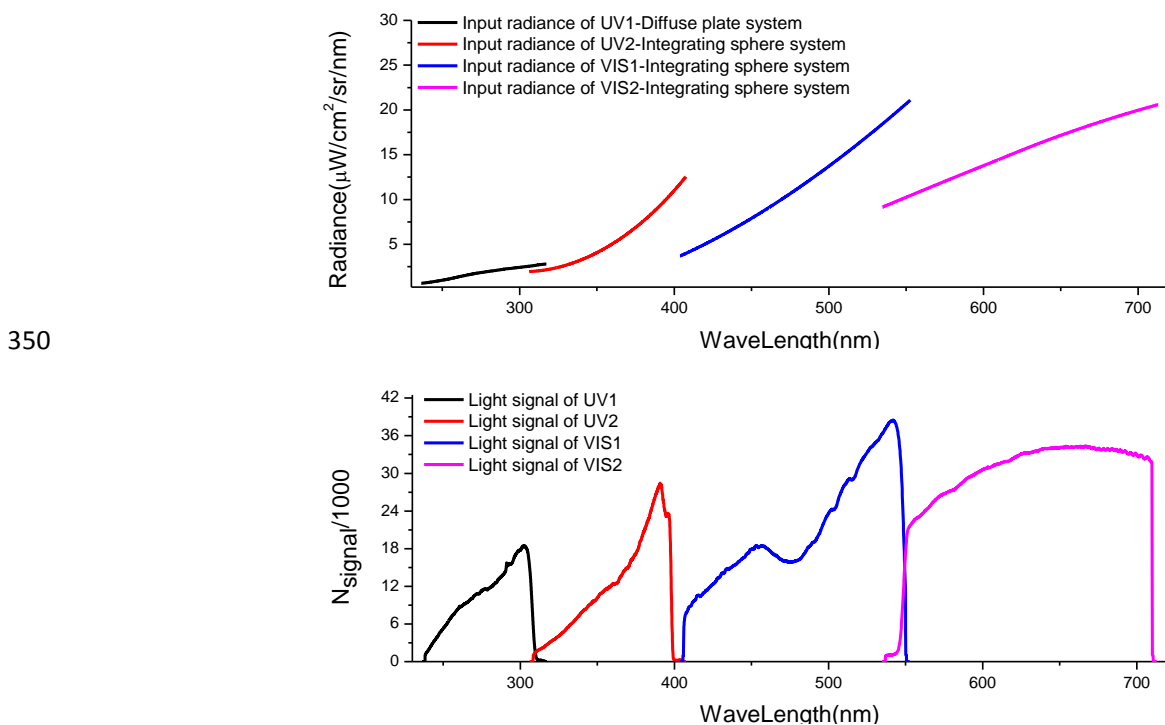 30
25
20
15
10
5
Radiance(μW/cm²/sr/nm)
Input radiance of UV1-Diffuse plate system
Input radiance of UV2-Integrating sphere system
Input radiance of VIS1-Integrating sphere system
Input radiance of VIS2-Integrating sphere system
300 400 500 600 700
WaveLength(nm)
350
42
36
30
24
18
12
6
0
N_signal/1000
Light signal of UV1
Light signal of UV2
Light signal of VIS1
Light signal of VIS2
300 400 500 600 700
WaveLength(nm)